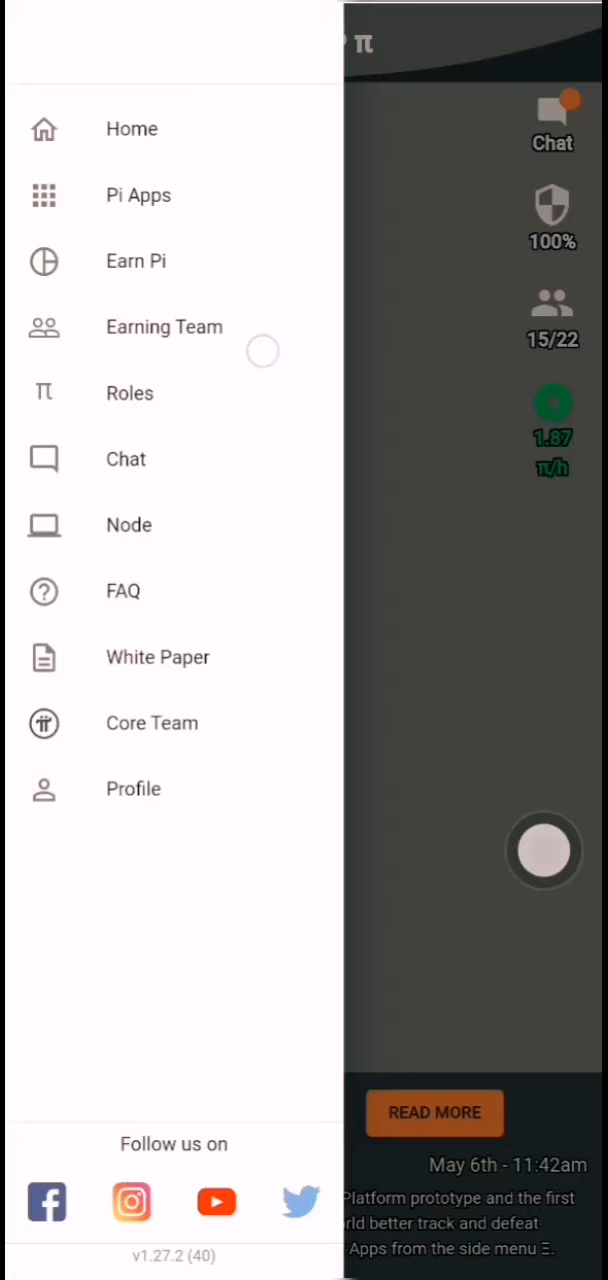 π
Home
Pi Apps
Earn Pi
Earning Team
π Roles
Chat
Node
FAQ
White Paper
Core Team
Profile
Follow us on
v1.27.2 (40)
Chat
100%
15/22
1.87
π/h
READ MORE
May 6th - 11:42am
Platform prototype and the first
better track and defeat
Apps from the side menu Ξ.